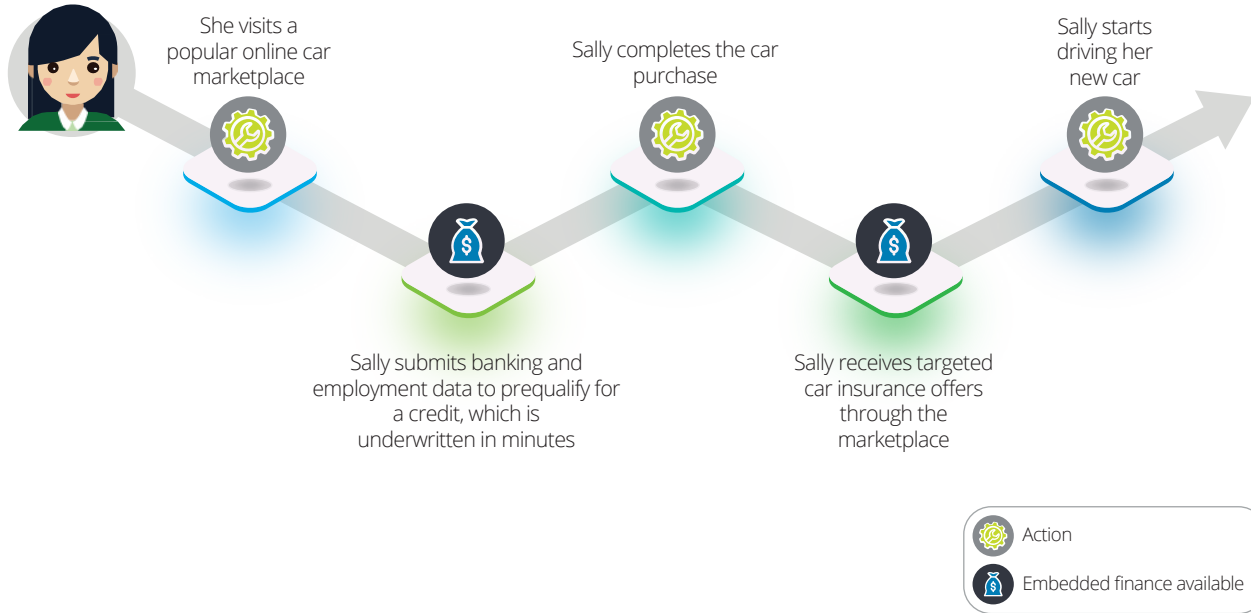 She visits a
popular online car
marketplace
Sally completes the car
purchase
Sally starts
driving her
new car
$
$
Sally submits banking and
employment data to prequalify for
a credit, which is
underwritten in minutes
Sally receives targeted
car insurance offers
through the
marketplace
Action
$
Embedded finance available